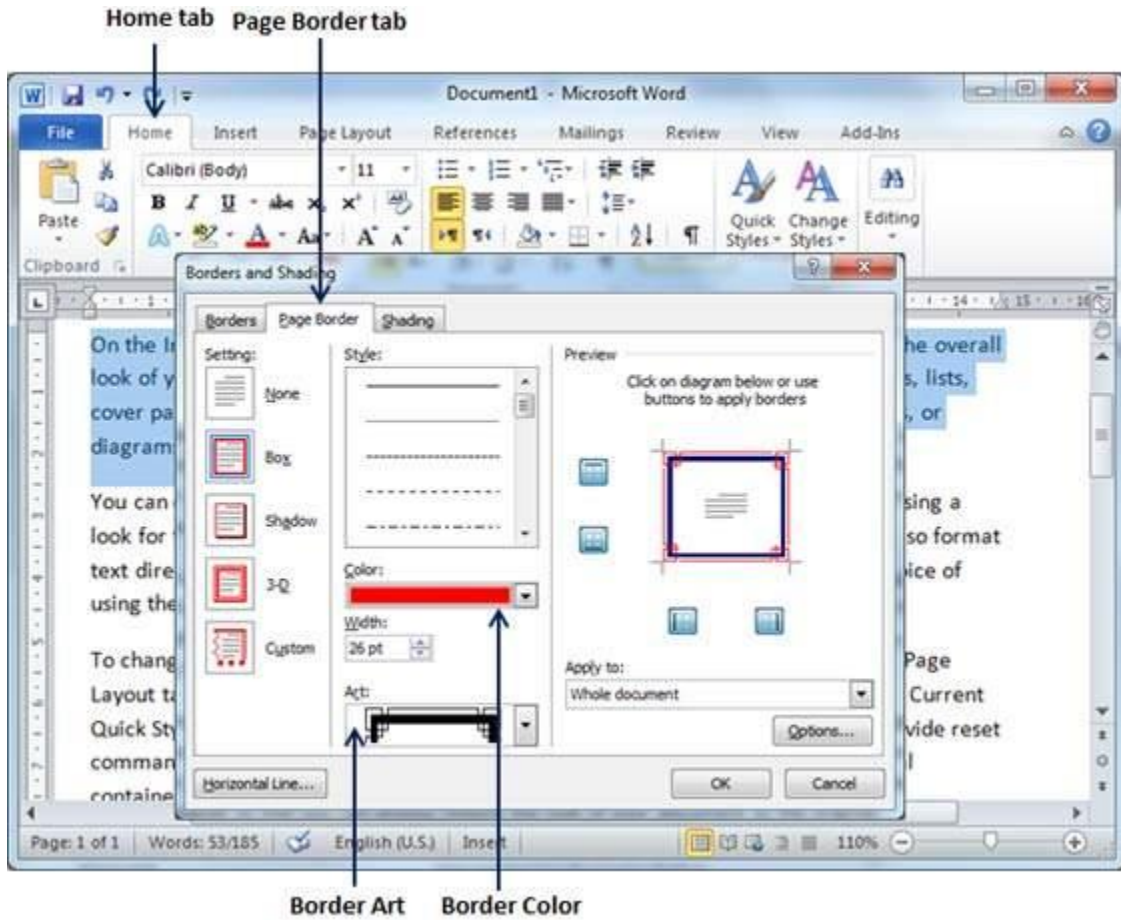 Home tab Page Border tab
Document1 - Microsoft Word
File Home Insert Page Layout References Mailings Review View Add-Ins
Calibri (Body) 11
Paste
B I U abc x x Aa A A
Quick Styles Change Styles Editing
Clipboard
Borders and Shading
Borders Page Border Shading
Setting: Style: Preview
None
Click on diagram below or use
buttons to apply borders
Box
Shadow
3-D
Color:
Width:
Custom 26 pt
Apply to:
Art: Whole document
Options...
Horizontal Line... OK Cancel
On the he overall
look of y s, lists,
cover pa , or
diagram
You can sing a
look for so format
text dire ice of
using the
To chang Page
Layout ta Current
Quick Sty vide reset
comman l
containe
Page: 1 of 1 Words: 53/185 English (U.S.) Insert 110%
Border Art Border Color